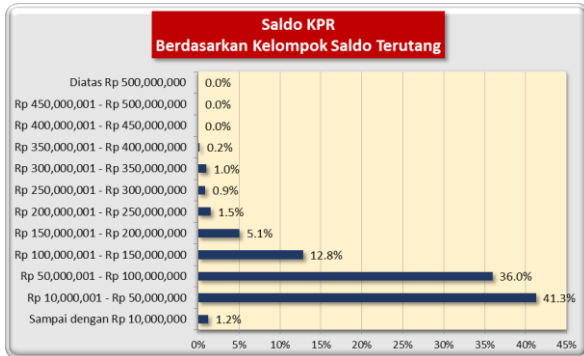 Saldo KPR
Berdasarkan Kelompok Saldo Terutang
Diatas Rp 500,000,000 0.0%
Rp 450,000,001 - Rp 500,000,000 0.0%
Rp 400,000,001 - Rp 450,000,000 0.0%
Rp 350,000,001 - Rp 400,000,000 0.2%
Rp 300,000,001 - Rp 350,000,000 1.0%
Rp 250,000,001 - Rp 300,000,000 0.9%
Rp 200,000,001 - Rp 250,000,000 1.5%
Rp 150,000,001 - Rp 200,000,000 5.1%
Rp 100,000,001 - Rp 150,000,000 12.8%
Rp 50,000,001 - Rp 100,000,000 36.0%
Rp 10,000,001 - Rp 50,000,000 41.3%
Sampai dengan Rp 10,000,000 1.2%
0% 5% 10% 15% 20% 25% 30% 35% 40% 45%